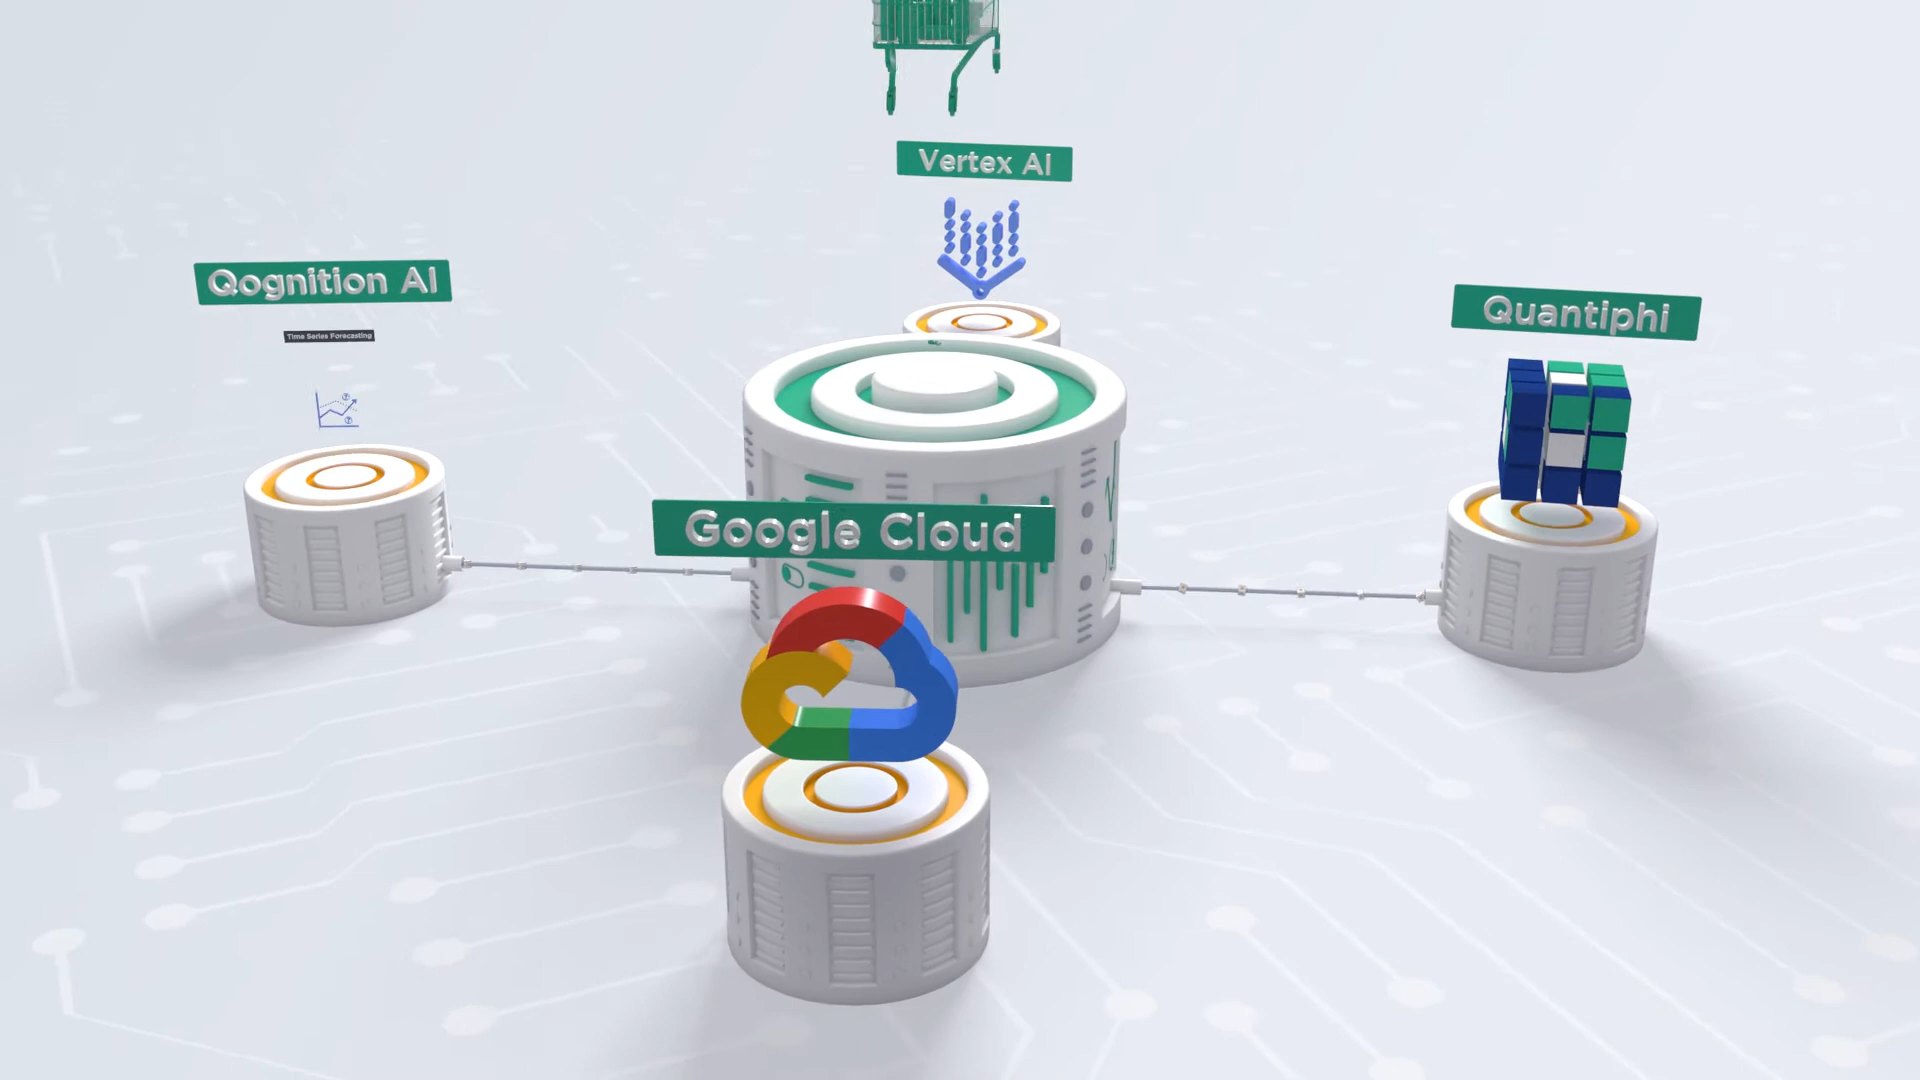 Vertex AI
Qognition AI
Quantiphi
Time Series Forecasting
Google Cloud